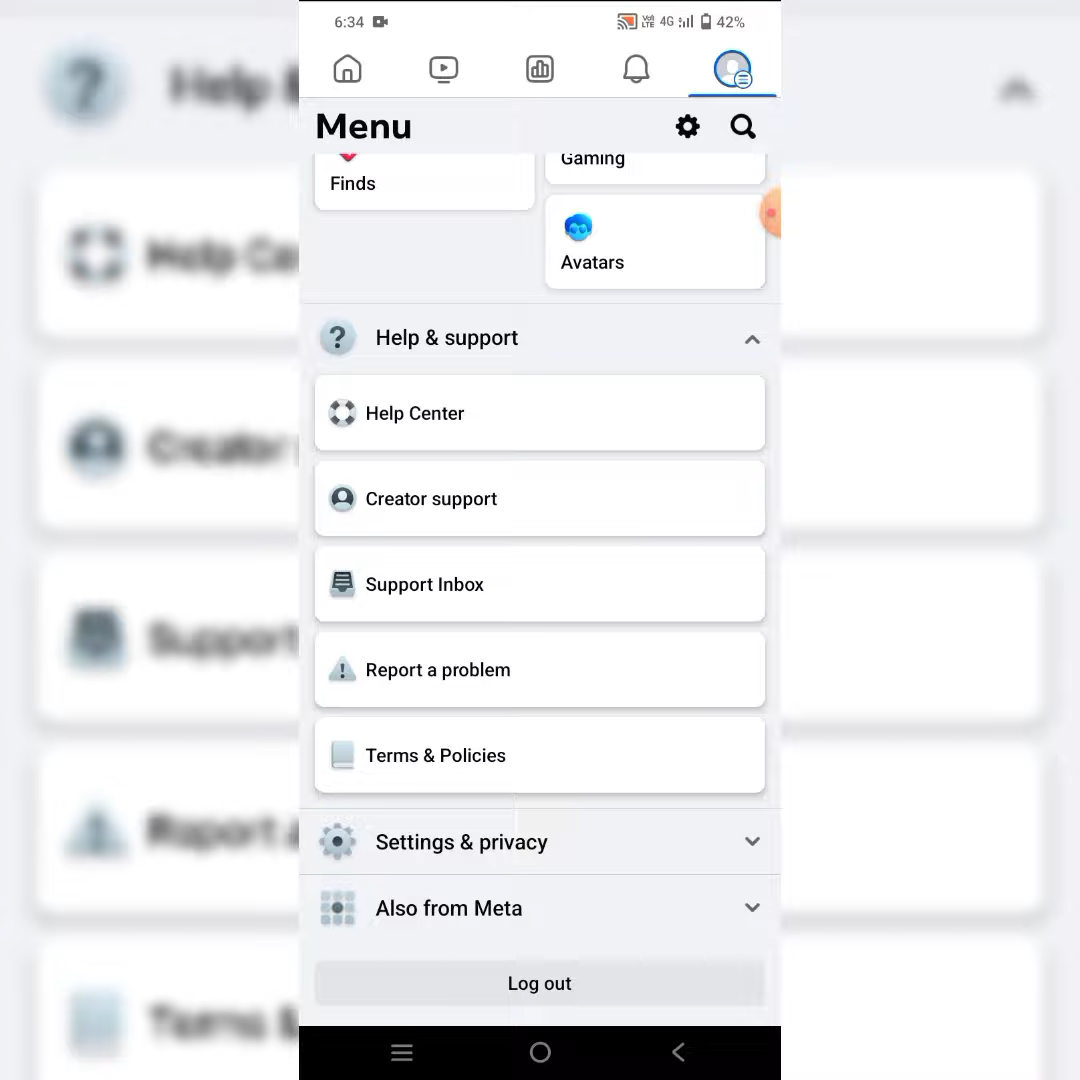 6:34 4G 42%
Menu
Finds
Gaming
Avatars
Help & support
Help Center
Creator support
Support Inbox
Report a problem
Terms & Policies
Settings & privacy
Also from Meta
Log out